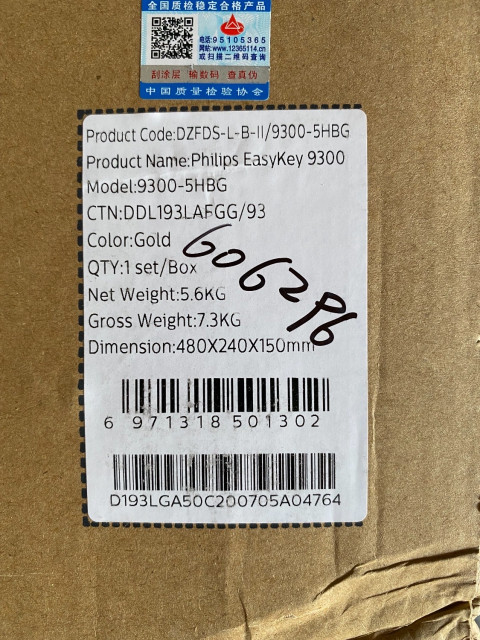 全国质检稳定合格产品
电话:95105365
网站:www.12365114.cn
或扫描二维码查询
刮涂层 输数码 查真伪
中国质量检验协会
Product Code:DZFDS-L-B-II/9300-5HBG
Product Name:Philips EasyKey 9300
Model:9300-5HBG
CTN:DDL193LAFGG/93
Color:Gold
QTY:1 set/Box
Net Weight:5.6KG
Gross Weight:7.3KG
Dimension:480X240X150mm
606296
6 971318 501302
D193LGA50C200705A04764